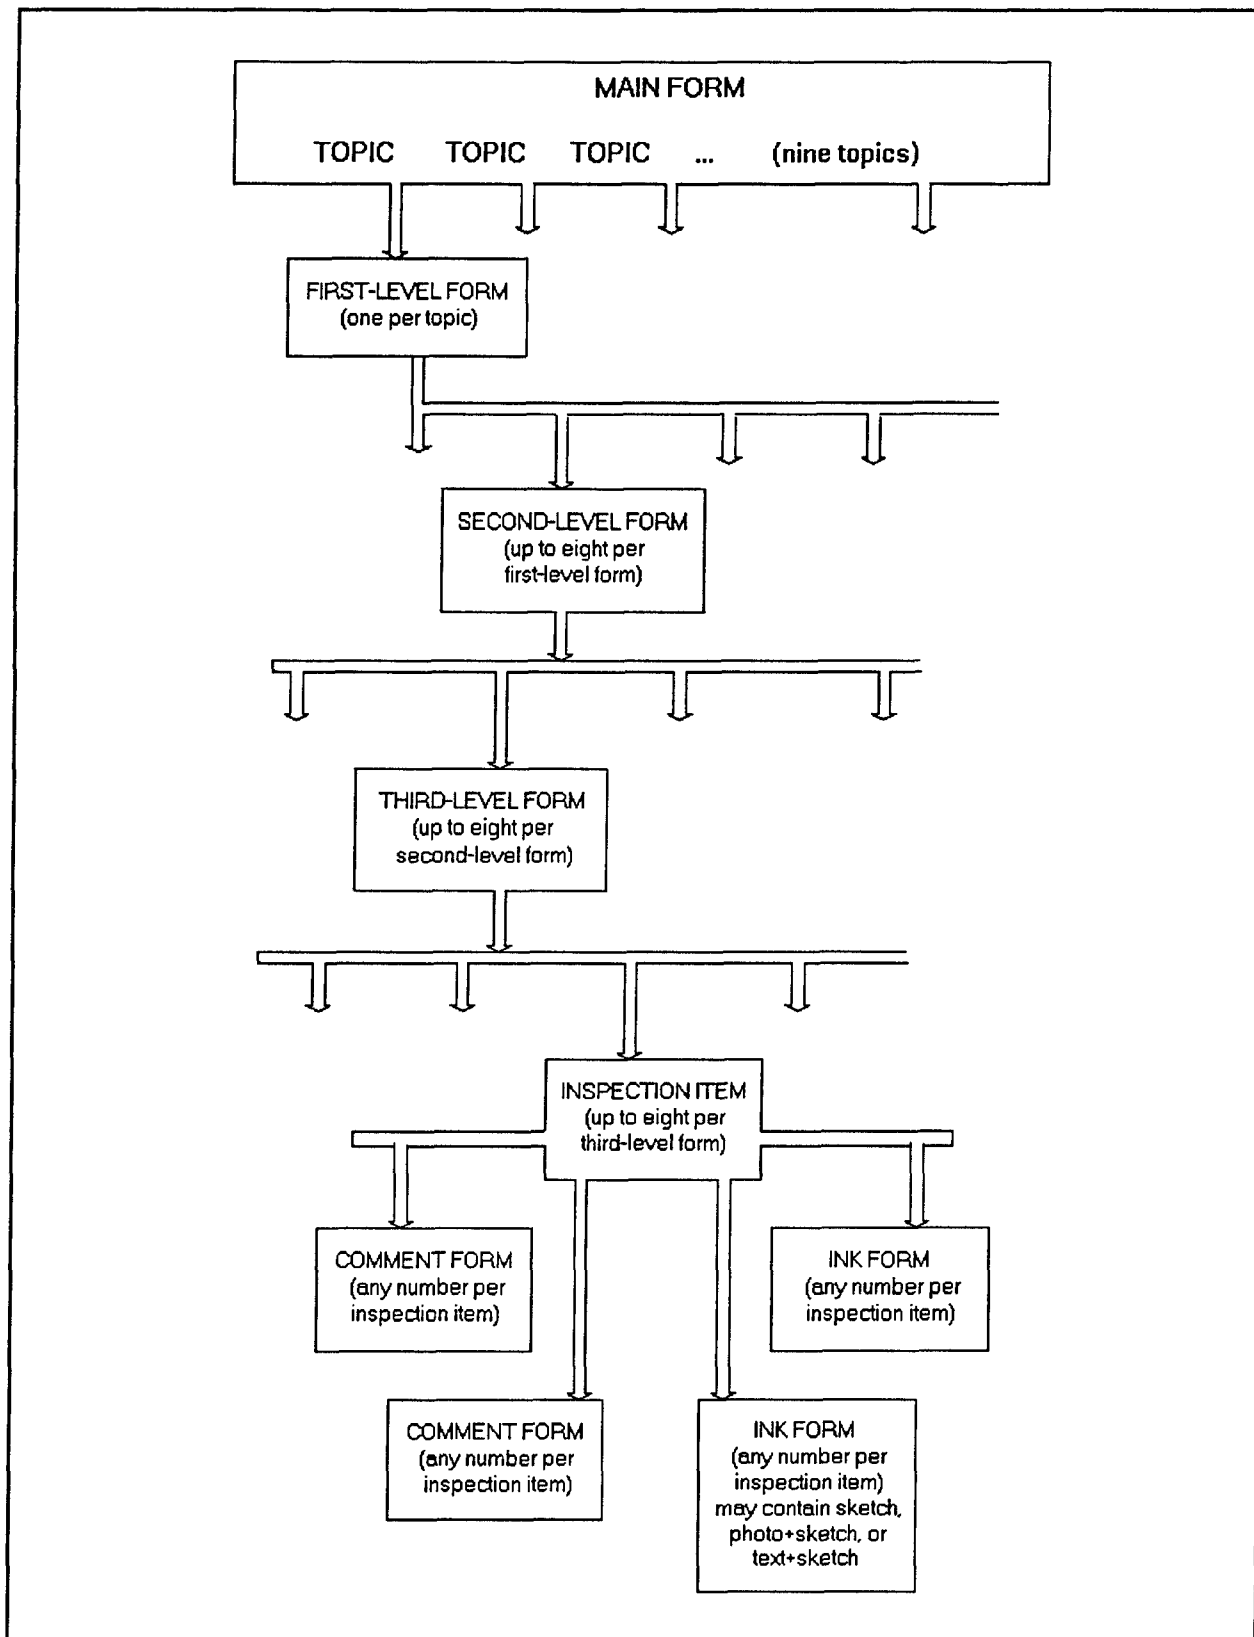 MAIN FORM
TOPIC TOPIC TOPIC ... (nine topics)
FIRST-LEVEL FORM
(one per topic)
SECOND-LEVEL FORM
(up to eight per
first-level form)
THIRD-LEVEL FORM
(up to eight per
second-level form)
INSPECTION ITEM
(up to eight per
third-level form)
COMMENT FORM
(any number per
inspection item)
INK FORM
(any number per
inspection item)
COMMENT FORM
(any number per
inspection item)
INK FORM
(any number per
inspection item)
may contain sketch,
photo+sketch, or
text+sketch